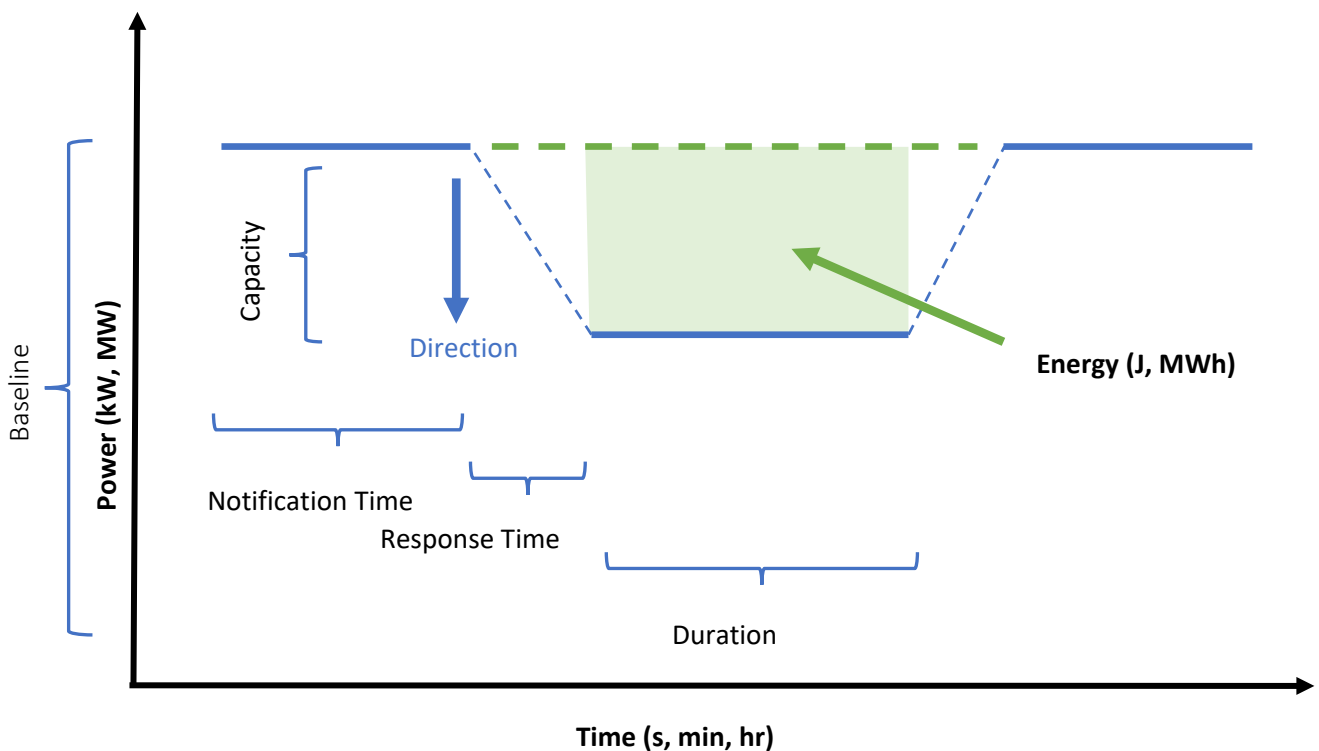 Baseline
Power (kW, MW)
Capacity
Direction
Energy (J, MWh)
Notification Time
Response Time
Duration
Time (s, min, hr)